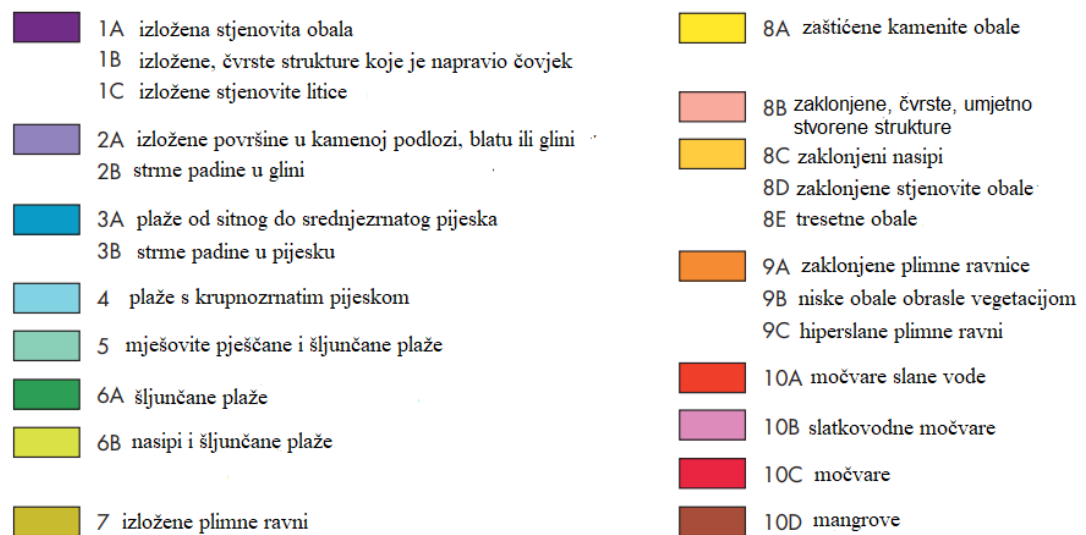 1A izložena stjenovita obala
1B izložene, čvrste strukture koje je napravio čovjek
1C izložene stjenovite litice
2A izložene površine u kamenoj podlozi, blatu ili glini
2B strme padine u glini
3A plaže od sitnog do srednjezrnatog pijeska
3B strme padine u pijesku
4 plaže s krupnozrnatim pijeskom
5 mješovite pješčane i šljunčane plaže
6A šljunčane plaže
6B nasipi i šljunčane plaže
7 izložene plimne ravni
8A zaštićene kamenite obale
8B zaklonjene, čvrste, umjetno
stvorene strukture
8C zaklonjeni nasipi
8D zaklonjene stjenovite obale
8E tresetne obale
9A zaklonjene plimne ravnice
9B niske obale obrasle vegetacijom
9C hiperslane plimne ravni
10A močvare slane vode
10B slatkovodne močvare
10C močvare
10D mangrove